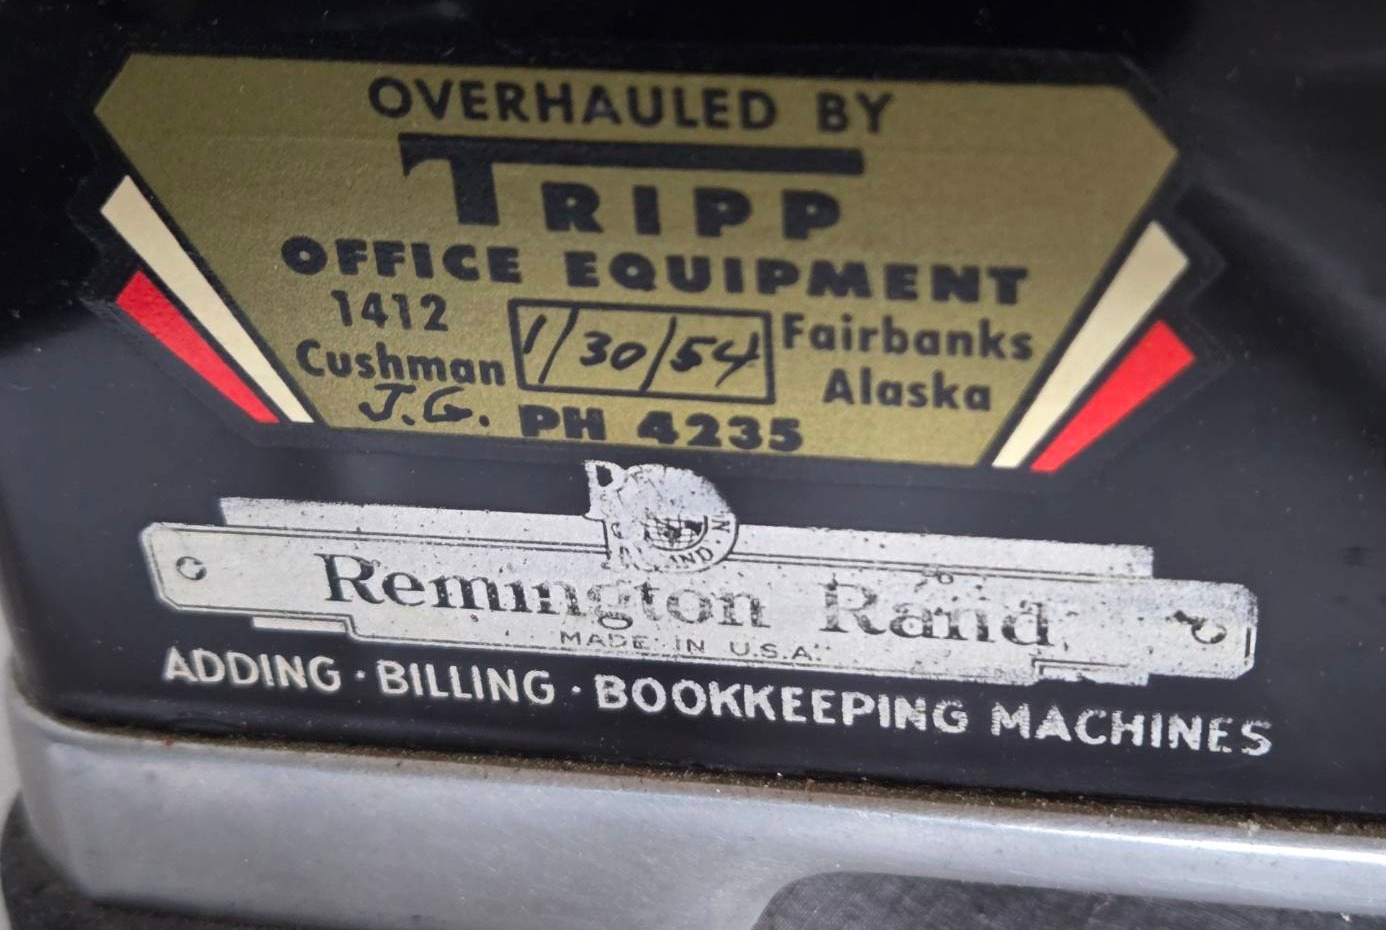 OVERHAULED BY
TRIPP
OFFICE EQUIPMENT
1412
Cushman
1/30/54
Fairbanks
Alaska
J.G. PH 4235
Remington Rand
MADE IN U.S.A.
ADDING · BILLING · BOOKKEEPING MACHINES